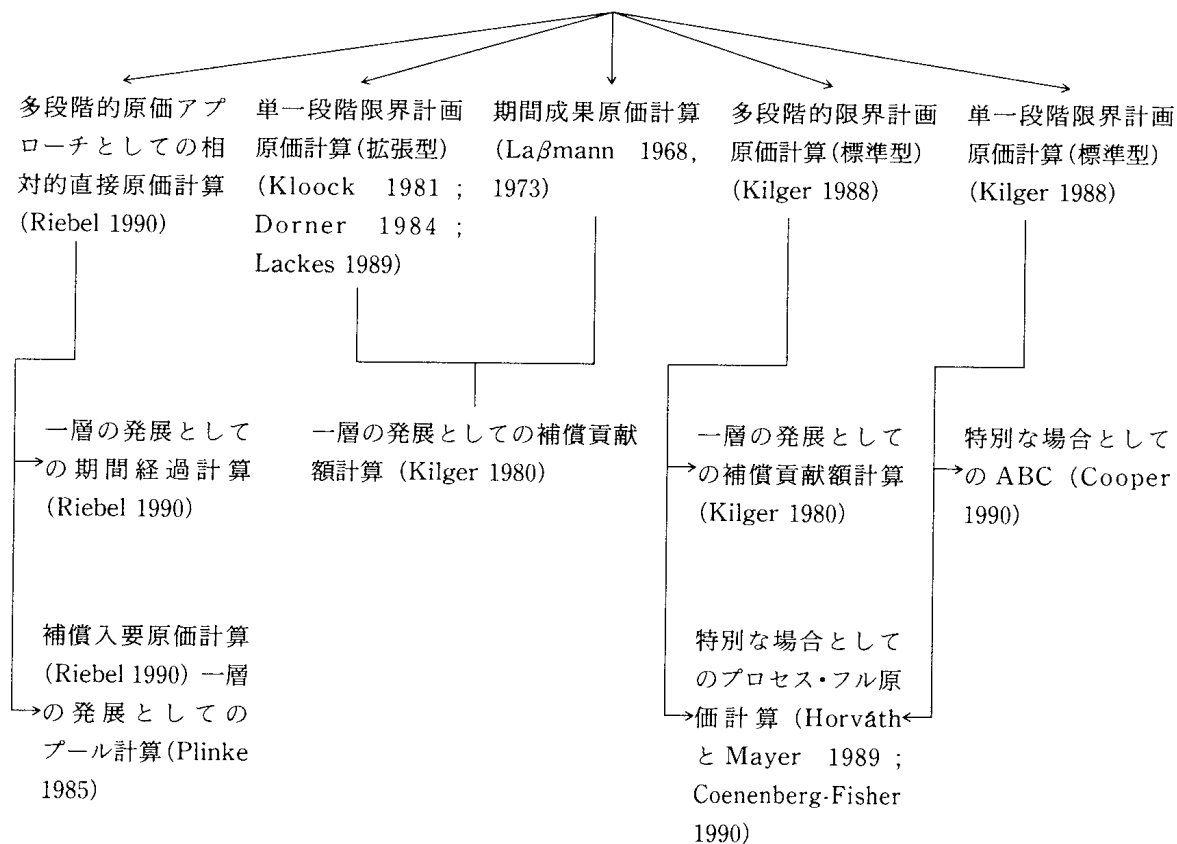 多段階的原価アプ
ローチとしての相
対的直接原価計算
(Riebel 1990)
単一段階限界計画
原価計算(拡張型)
(Kloock 1981 ;
Dorner 1984 ;
Lackes 1989)
期間成果原価計算
(Laβmann 1968,
1973)
多段階的限界計画
原価計算(標準型)
(Kilger 1988)
単一段階限界計画
原価計算(標準型)
(Kilger 1988)
一層の発展として
の期間経過計算
(Riebel 1990)
一層の発展としての補償貢献
額計算 (Kilger 1980)
一層の発展として
の補償貢献額計算
(Kilger 1980)
特別な場合として
の ABC (Cooper
1990)
補償入要原価計算
(Riebel 1990) 一層
の発展としての
プール計算(Plinke
1985)
特別な場合として
のプロセス・フル原
価計算 (Horváth
と Mayer 1989 ;
Coenenberg-Fisher
1990)